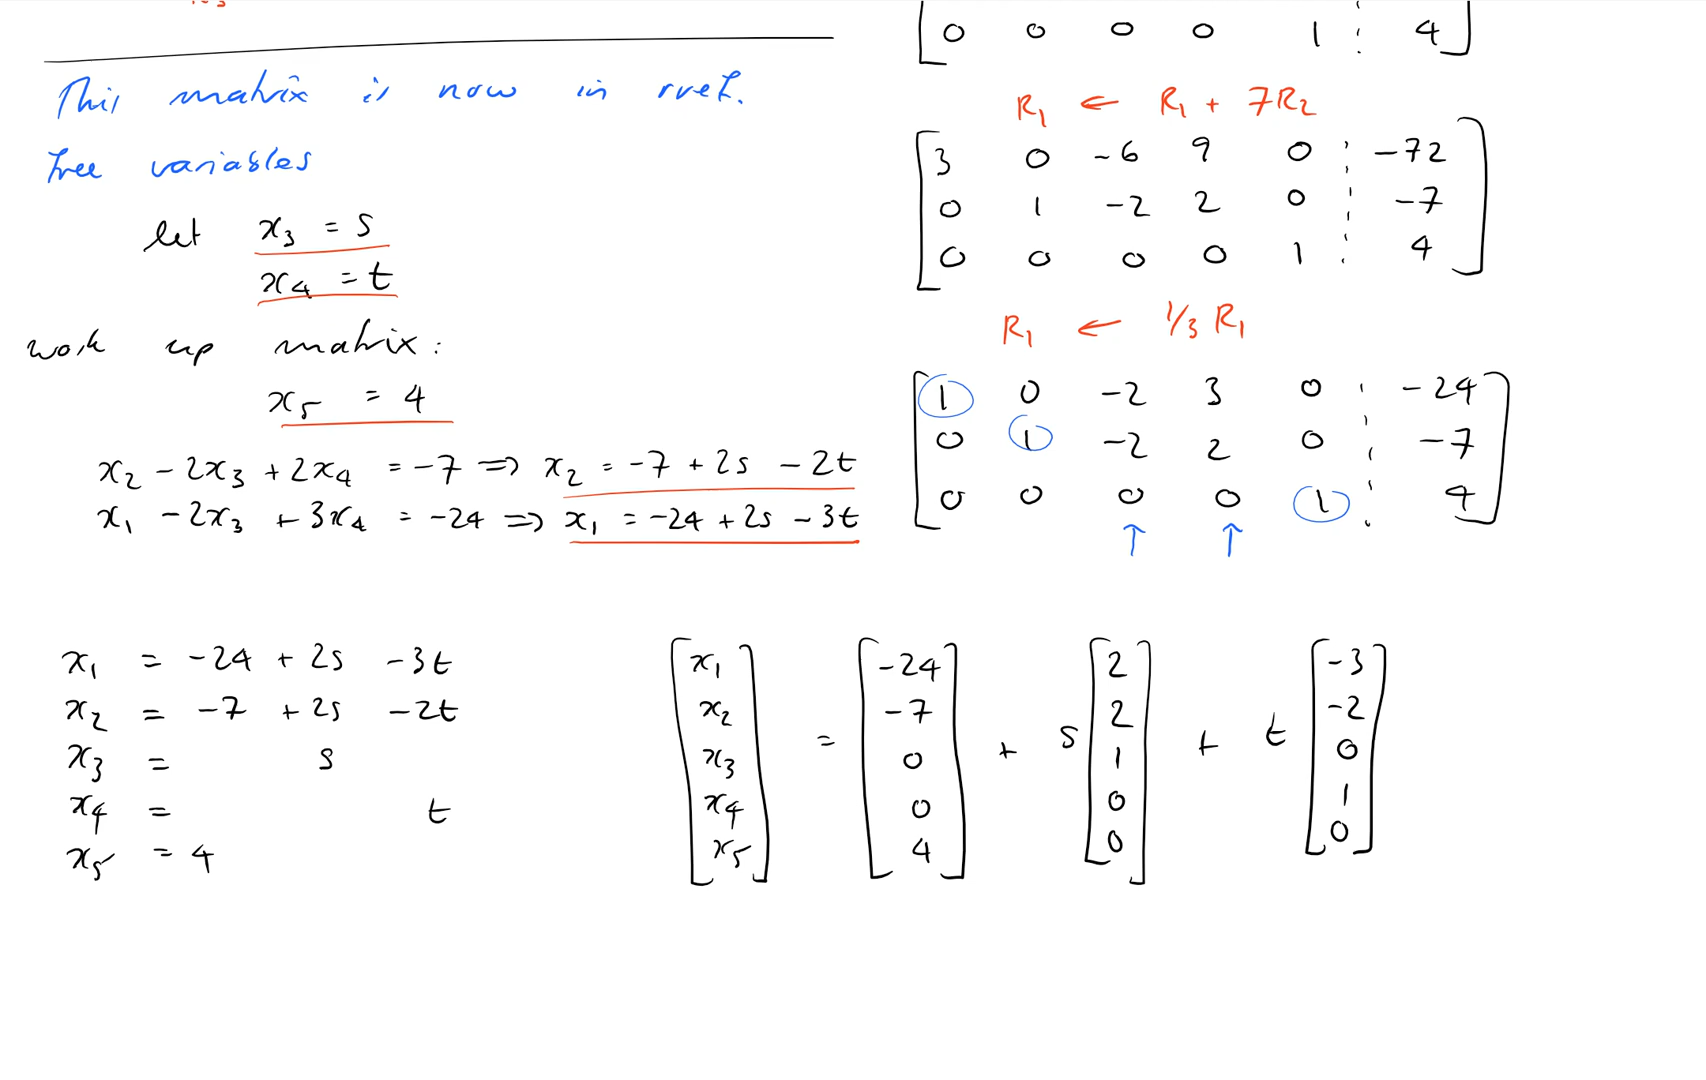 This matrix is now in rref.
free variables
let x₃ = s
x₄ = t
work up matrix:
x₅ = 4
x₂ - 2x₃ + 2x₄ = -7 ⇒ x₂ = -7 + 2s - 2t
x₁ - 2x₃ + 3x₄ = -24 ⇒ x₁ = -24 + 2s - 3t
0 0 0 0 1 4
R₁ ← R₁ + 7R₂
3 0 -6 9 0 -72
0 1 -2 2 0 -7
0 0 0 0 1 4
R₁ ← 1/3 R₁
1 0 -2 3 0 -24
0 1 -2 2 0 -7
0 0 0 0 1 4
↑ ↑
x₁ = -24 + 2s - 3t
x₂ = -7 + 2s - 2t
x₃ = s
x₄ = t
x₅ = 4
x₁ -24 2 -3
x₂ -7 2 -2
x₃ = 0 + s 1 + t 0
x₄ 0 0 1
x₅ 4 0 0